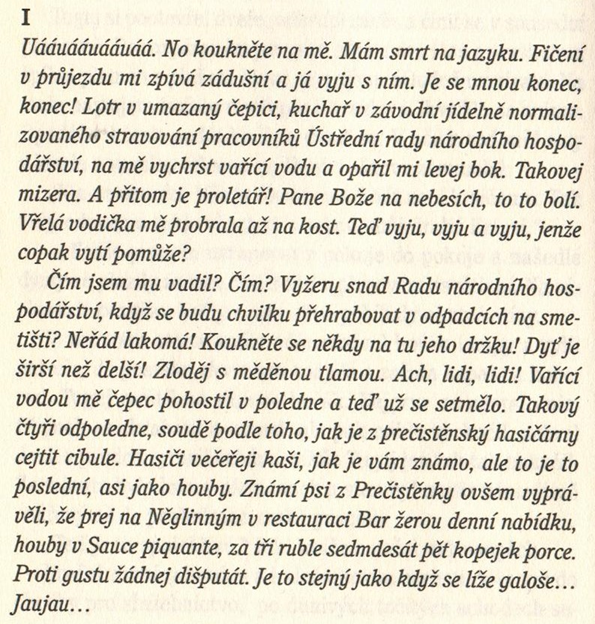 I
Uááuááuááuáá. No koukněte na mě. Mám smrt na jazyku. Fičení
v průjezdu mi zpívá zádušní a já vyju s ním. Je se mnou konec,
konec! Lotr v umazaný čepici, kuchař v závodní jídelně normali-
zovaného stravování pracovníků Ústřední rady národního hospo-
dářství, na mě vychrst vařící vodu a opařil mi levej bok. Takovej
mizera. A přitom je proletář! Pane Bože na nebesích, to to bolí.
Vřelá vodička mě probrala až na kost. Teď vyju, vyju a vyju, jenže
copak vytí pomůže?
Čím jsem mu vadil? Čím? Vyžeru snad Radu národního hos-
podářství, když se budu chvilku přehrabovat v odpadcích na sme-
tišti? Neřád lakomá! Koukněte se někdy na tu jeho držku! Dyť je
širší než delší! Zloděj s měděnou tlamou. Ach, lidi, lidi! Vařící
vodou mě čepec pohostil v poledne a teď už se setmělo. Takový
čtyři odpoledne, soudě podle toho, jak je z prečistěnský hasičárny
cejtit cibule. Hasiči večeřeji kaši, jak je vám známo, ale to je to
poslední, asi jako houby. Známí psi z Prečistěnky ovšem vyprá-
věli, že prej na Něglinným v restauraci Bar žerou denní nabídku,
houby v Sauce piquante, za tři ruble sedmdesát pět kopejek porce.
Proti gustu žádnej dišputát. Je to stejný jako když se líže galoše…
Jaujau…